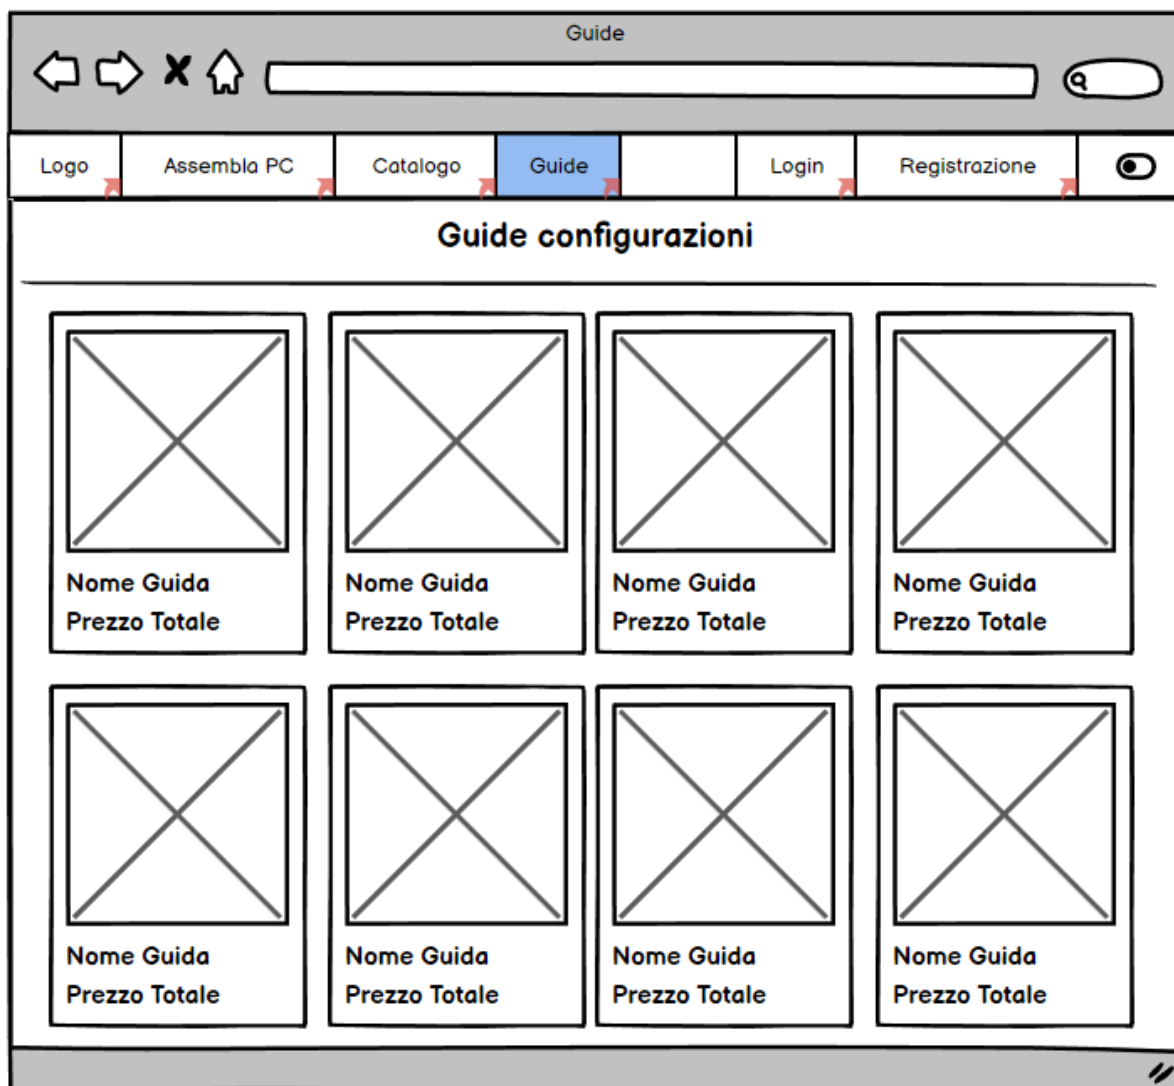 Guide
Logo Assembla PC Catalogo Guide Login Registrazione
Guide configurazioni
Nome Guida Nome Guida Nome Guida Nome Guida
Prezzo Totale Prezzo Totale Prezzo Totale Prezzo Totale
Nome Guida Nome Guida Nome Guida Nome Guida
Prezzo Totale Prezzo Totale Prezzo Totale Prezzo Totale